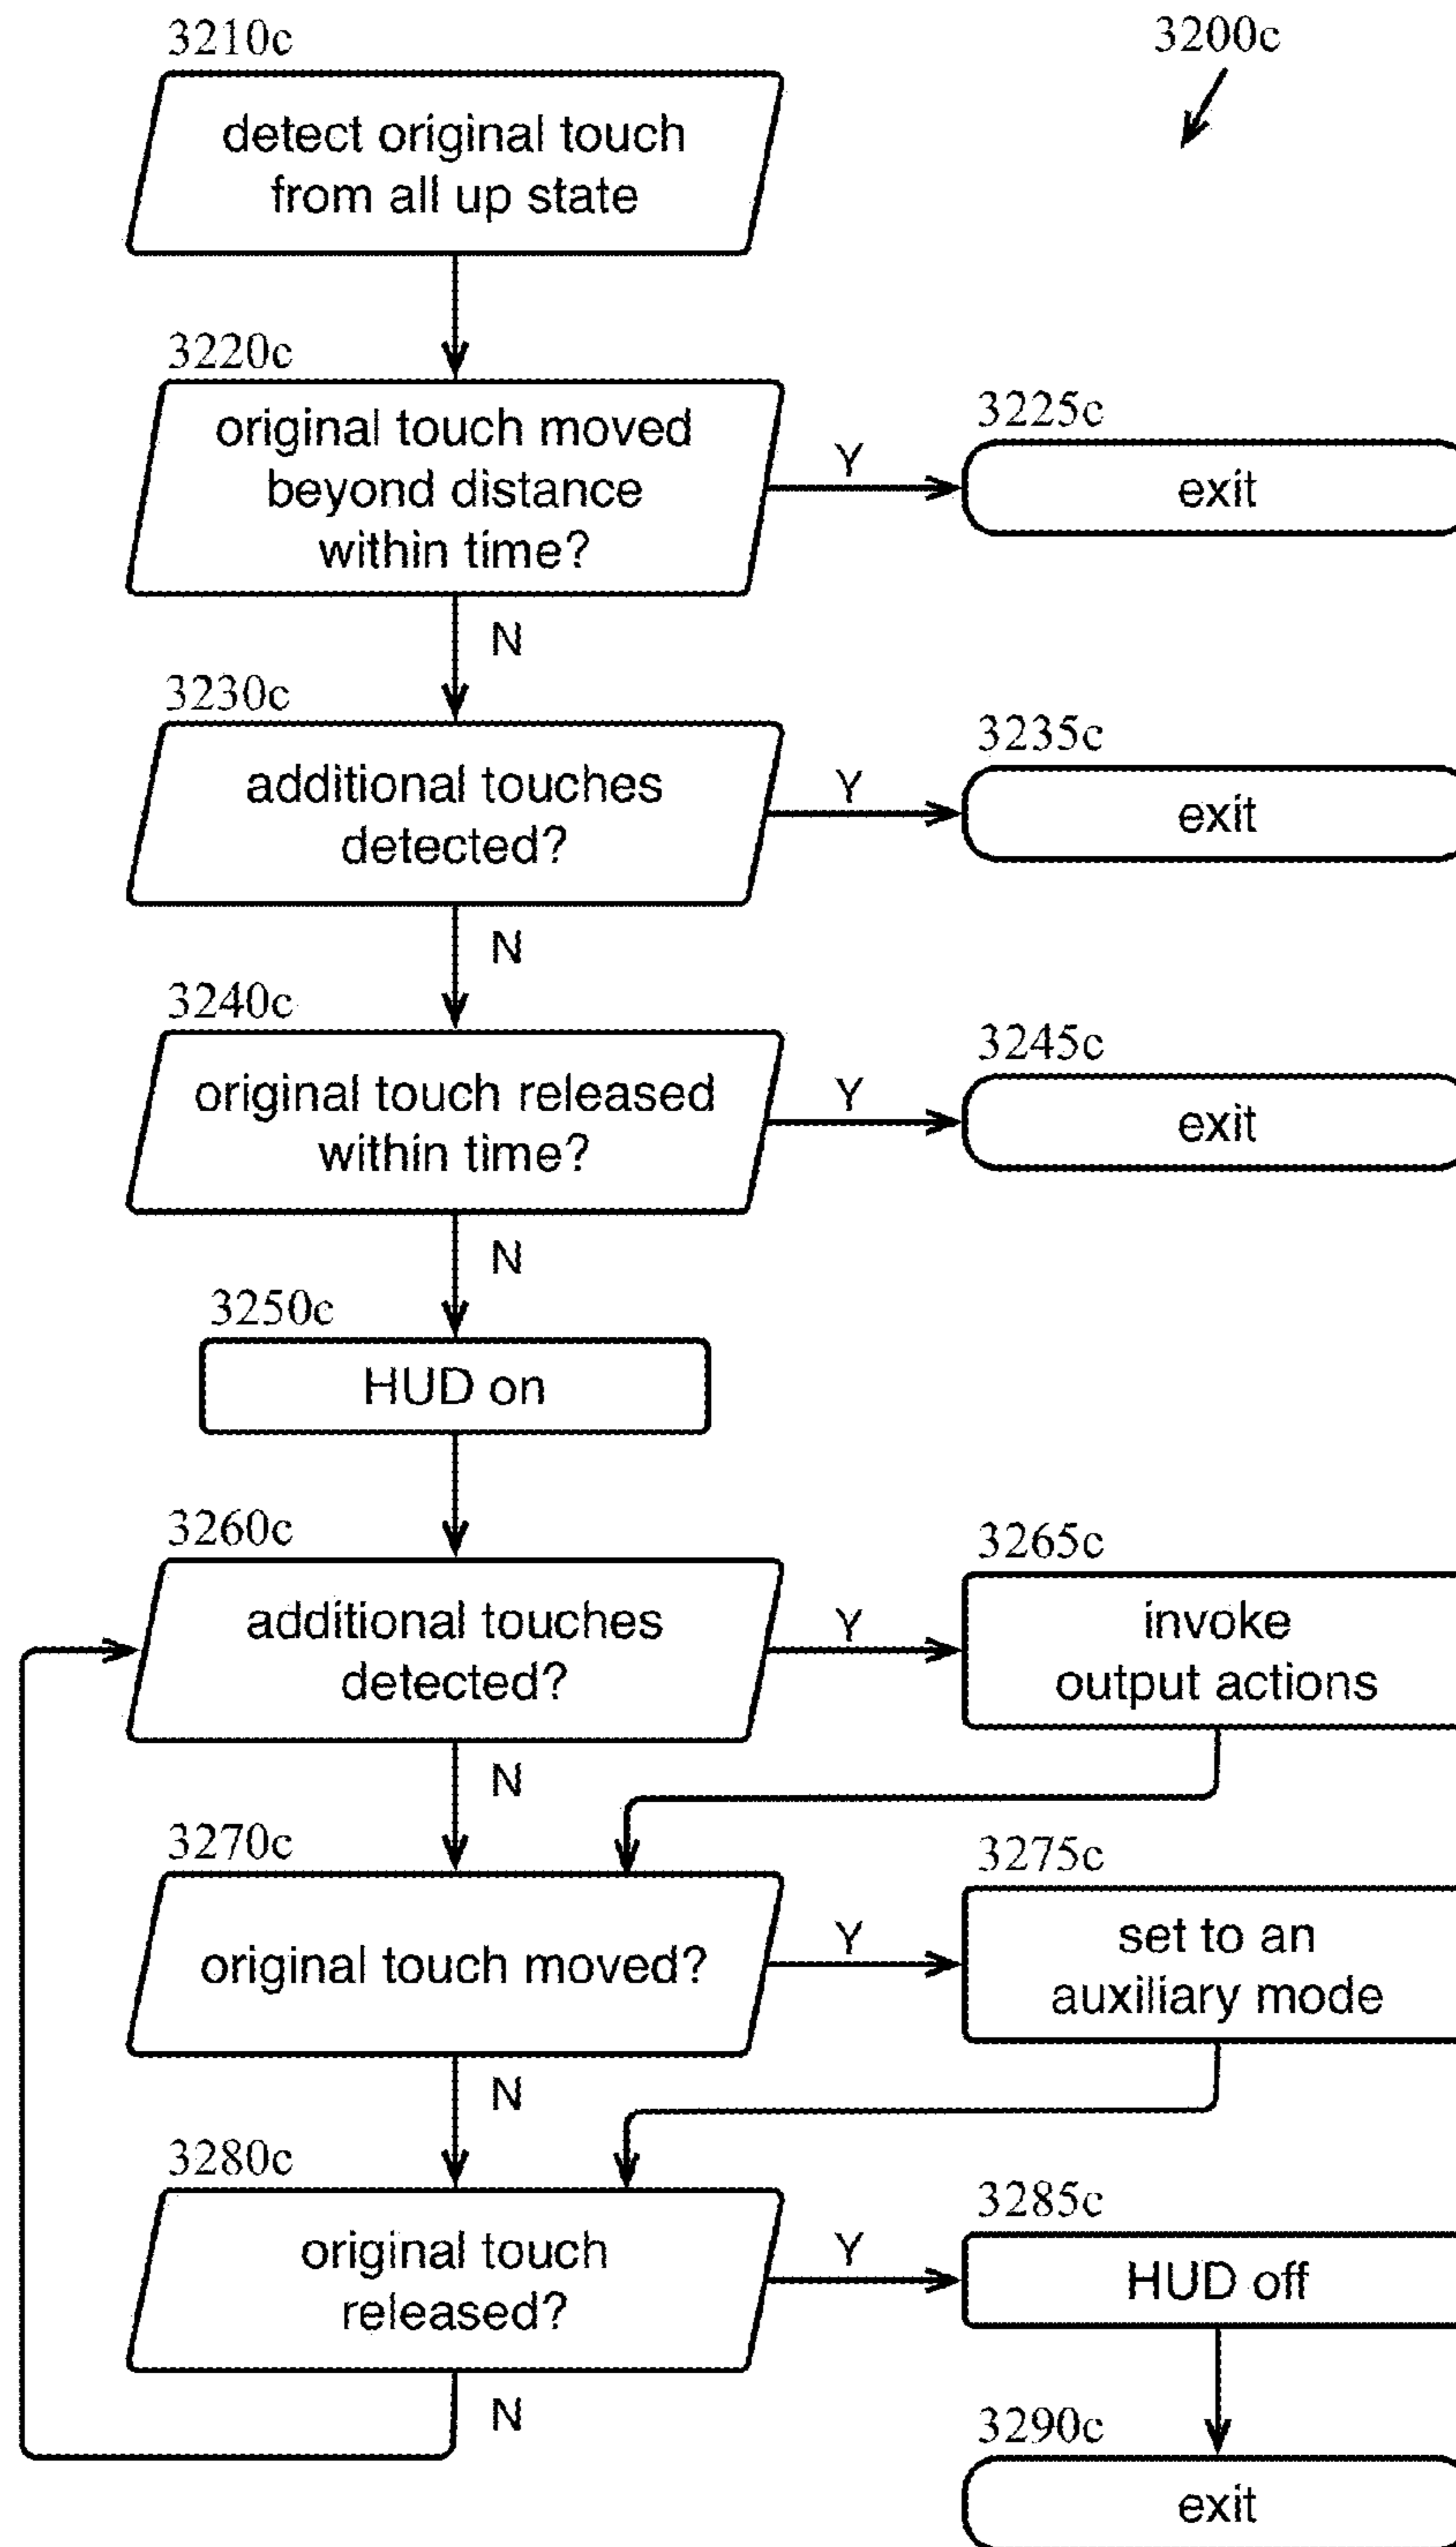 3210c
3200c
detect original touch
from all up state
3220c
original touch moved
beyond distance
within time?
Y
3225c
exit
N
3230c
additional touches
detected?
Y
3235c
exit
N
3240c
original touch released
within time?
Y
3245c
exit
N
3250c
HUD on
3260c
additional touches
detected?
Y
3265c
invoke
output actions
N
3270c
original touch moved?
Y
3275c
set to an
auxiliary mode
N
3280c
original touch
released?
Y
3285c
HUD off
N
3290c
exit